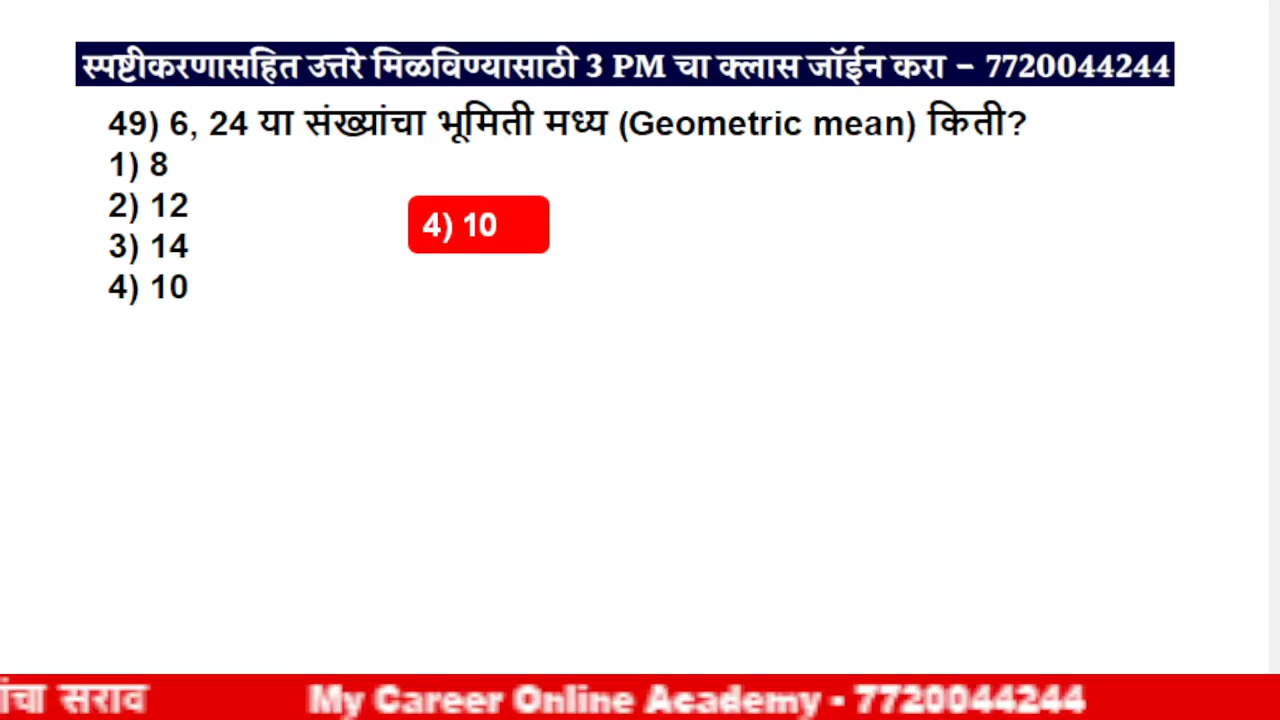 स्पष्टीकरणासहित उत्तरे मिळविण्यासाठी 3 PM चा क्लास जॉईन करा – 7720044244
49) 6, 24 या संख्यांचा भूमिती मध्य (Geometric mean) किती?
1) 8
2) 12
3) 14
4) 10
4) 10
सराव My Career Online Academy - 7720044244